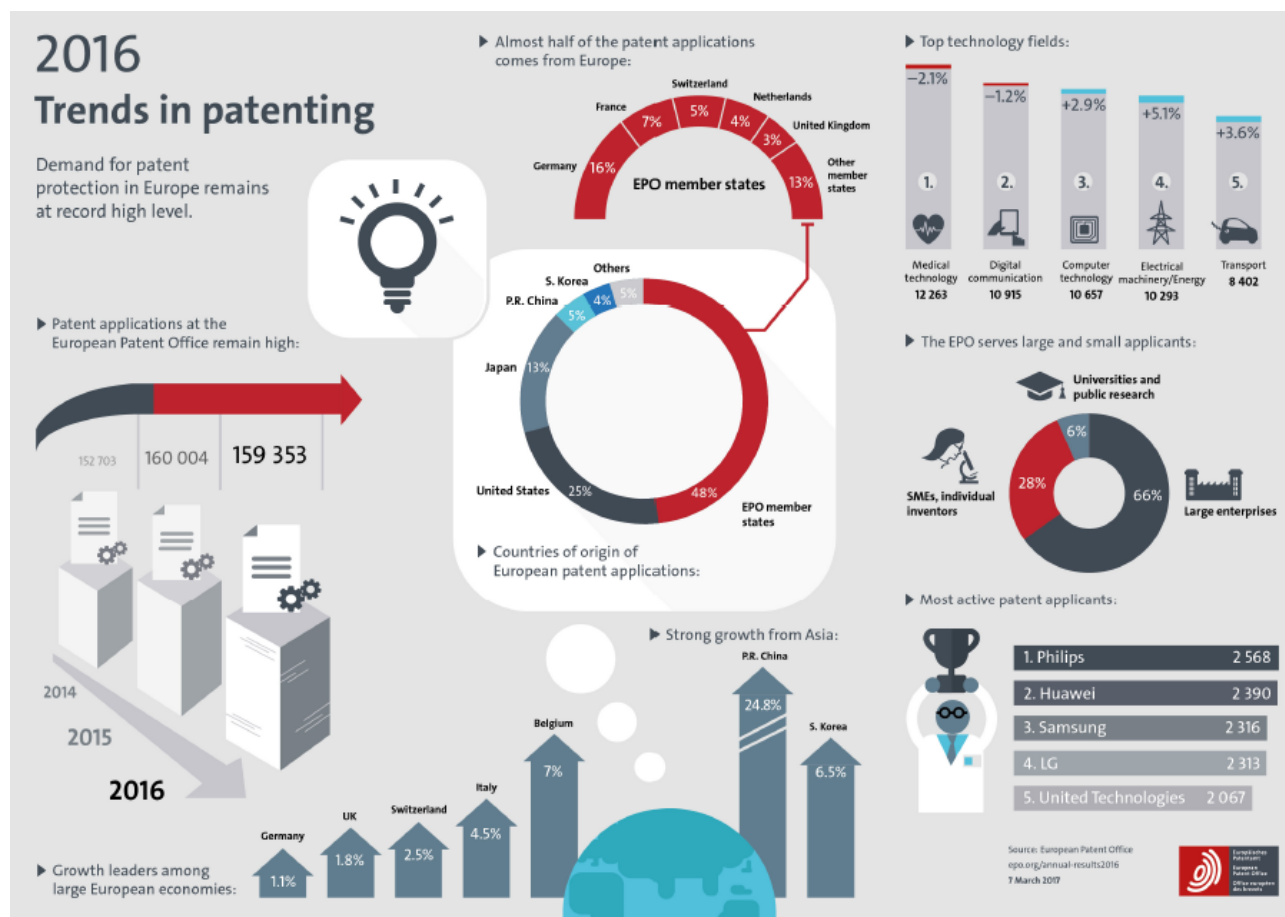 2016
Trends in patenting
Demand for patent
protection in Europe remains
at record high level.
Patent applications at the
European Patent Office remain high:
152 703
160 004
159 353
2014
2015
2016
Almost half of the patent applications
comes from Europe:
Germany
16%
France
7%
Switzerland
5%
Netherlands
4%
United Kingdom
3%
Other
member
states
13%
EPO member states
Others
5%
S. Korea
4%
P.R. China
5%
Japan
13%
United States
25%
48%
EPO member
states
Countries of origin of
European patent applications:
Growth leaders among
large European economies:
Germany
1.1%
UK
1.8%
Switzerland
2.5%
Italy
4.5%
Belgium
7%
Strong growth from Asia:
P.R. China
24.8%
S. Korea
6.5%
Top technology fields:
–2.1%
–1.2%
+2.9%
+5.1%
+3.6%
1.
2.
3.
4.
5.
Medical
technology
12 263
Digital
communication
10 915
Computer
technology
10 657
Electrical
machinery/Energy
10 293
Transport
8 402
The EPO serves large and small applicants:
Universities and
public research
6%
SMEs, individual
inventors
28%
66%
Large enterprises
Most active patent applicants:
1. Philips 2 568
2. Huawei 2 390
3. Samsung 2 316
4. LG 2 313
5. United Technologies 2 067
Source: European Patent Office
epo.org/annual-results2016
7 March 2017
Europäisches
Patentamt
European
Patent Office
Office européen
des brevets